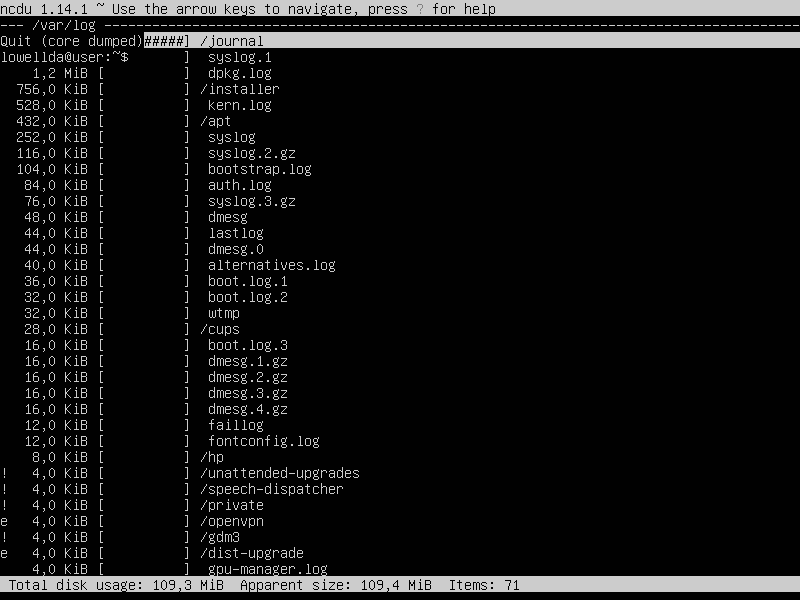 ncdu 1.14.1 ~ Use the arrow keys to navigate, press ? for help
--- /var/log ---------------------------------------------------------------------------------------
Quit (core dumped)#####] /journal
lowellda@user:~$       ]  syslog.1
    1,2 MiB [          ]  dpkg.log
  756,0 KiB [          ] /installer
  528,0 KiB [          ]  kern.log
  432,0 KiB [          ] /apt
  252,0 KiB [          ]  syslog
  116,0 KiB [          ]  syslog.2.gz
  104,0 KiB [          ]  bootstrap.log
   84,0 KiB [          ]  auth.log
   76,0 KiB [          ]  syslog.3.gz
   48,0 KiB [          ]  dmesg
   44,0 KiB [          ]  lastlog
   44,0 KiB [          ]  dmesg.0
   40,0 KiB [          ]  alternatives.log
   36,0 KiB [          ]  boot.log.1
   32,0 KiB [          ]  boot.log.2
   32,0 KiB [          ]  wtmp
   28,0 KiB [          ] /cups
   16,0 KiB [          ]  boot.log.3
   16,0 KiB [          ]  dmesg.1.gz
   16,0 KiB [          ]  dmesg.2.gz
   16,0 KiB [          ]  dmesg.3.gz
   16,0 KiB [          ]  dmesg.4.gz
   12,0 KiB [          ]  faillog
   12,0 KiB [          ]  fontconfig.log
    8,0 KiB [          ] /hp
!   4,0 KiB [          ] /unattended-upgrades
!   4,0 KiB [          ] /speech-dispatcher
!   4,0 KiB [          ] /private
e   4,0 KiB [          ] /openvpn
!   4,0 KiB [          ] /gdm3
e   4,0 KiB [          ] /dist-upgrade
    4,0 KiB [          ]  gpu-manager.log
 Total disk usage: 109,3 MiB  Apparent size: 109,4 MiB  Items: 71